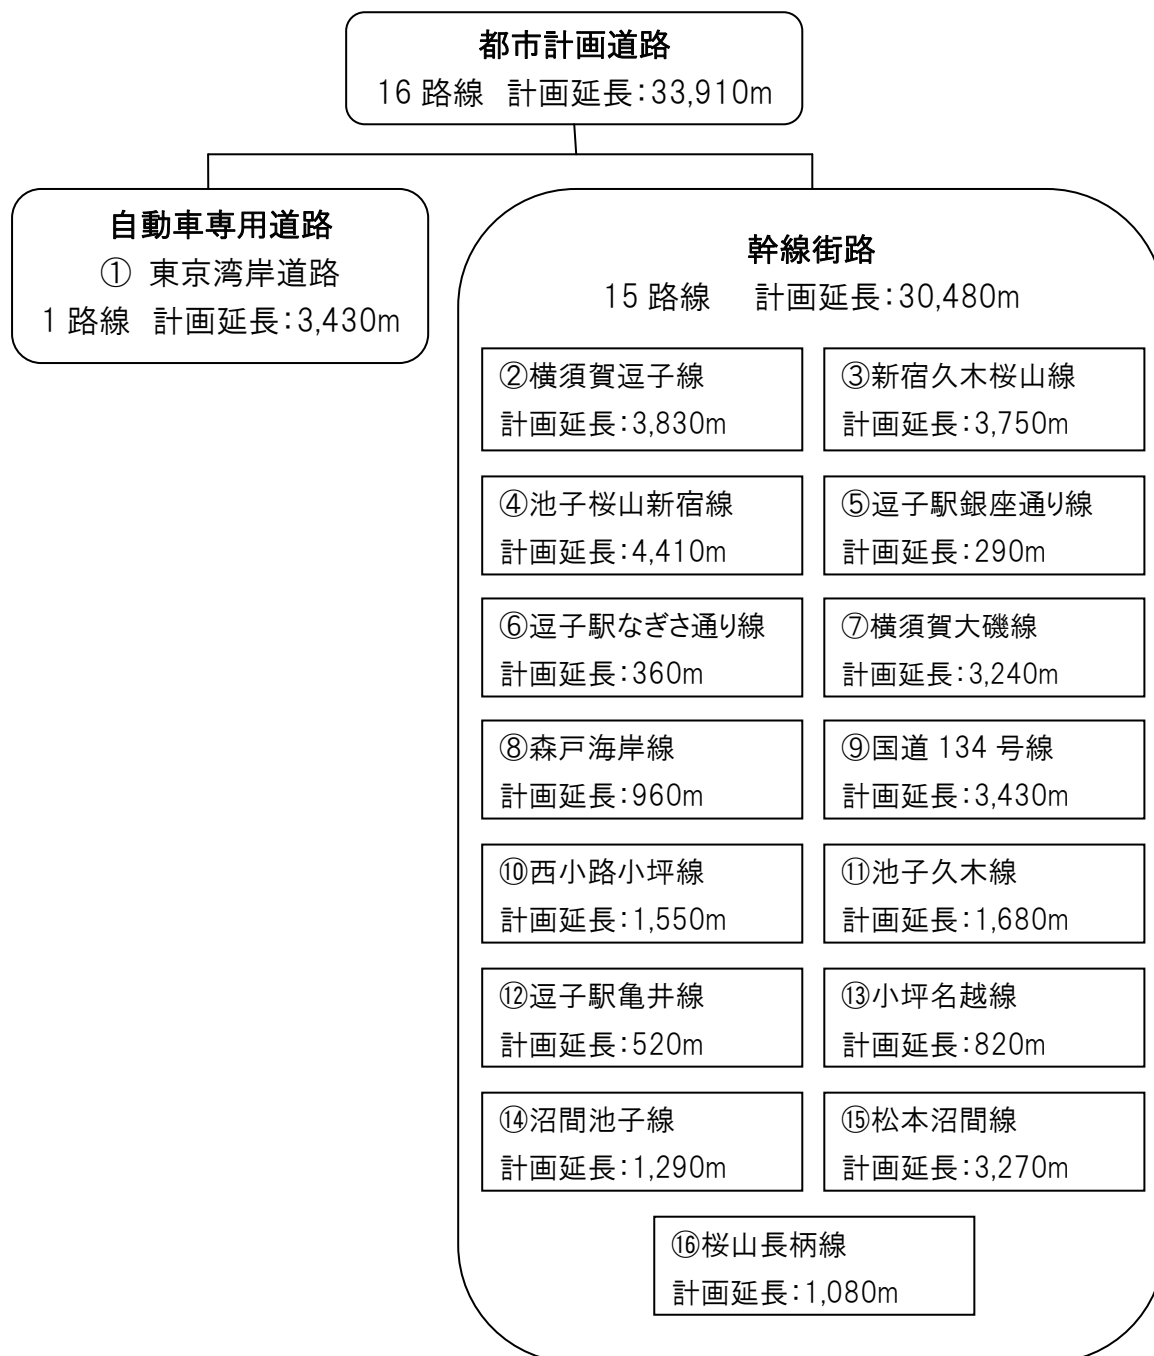 都市計画道路
16 路線 計画延長:33,910m
自動車専用道路
① 東京湾岸道路
1 路線 計画延長:3,430m
幹線街路
15 路線 計画延長:30,480m
②横須賀逗子線
計画延長:3,830m
③新宿久木桜山線
計画延長:3,750m
④池子桜山新宿線
計画延長:4,410m
⑤逗子駅銀座通り線
計画延長:290m
⑥逗子駅なぎさ通り線
計画延長:360m
⑦横須賀大磯線
計画延長:3,240m
⑧森戸海岸線
計画延長:960m
⑨国道 134 号線
計画延長:3,430m
⑩西小路小坪線
計画延長:1,550m
⑪池子久木線
計画延長:1,680m
⑫逗子駅亀井線
計画延長:520m
⑬小坪名越線
計画延長:820m
⑭沼間池子線
計画延長:1,290m
⑮松本沼間線
計画延長:3,270m
⑯桜山長柄線
計画延長:1,080m